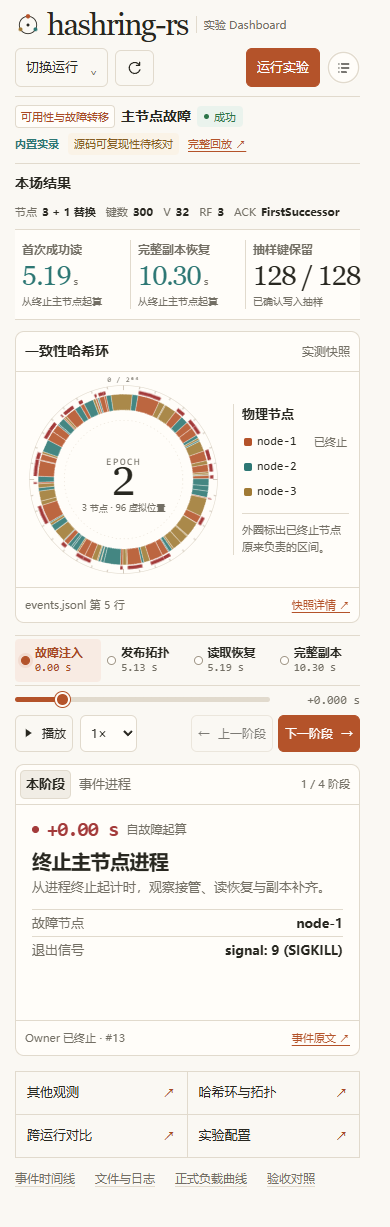 hashring-rs 实验 Dashboard
切换运行
运行实验
可用性与故障转移 主节点故障 成功
内置实录 源码可复现性待核对 完整回放 ↗
本场结果
节点 3 + 1 替换 键数 300 V 32 RF 3 ACK FirstSuccessor
首次成功读 完整副本恢复 抽样键保留
5.19 s 10.30 s 128 / 128
从终止主节点起算 从终止主节点起算 已确认写入抽样
一致性哈希环 实测快照
0 / 2⁶⁴
EPOCH
2
3 节点 · 96 虚拟位置
物理节点
node-1 已终止
node-2
node-3
外圈标出已终止节点
原来负责的区间。
events.jsonl 第 5 行 快照详情 ↗
故障注入 发布拓扑 读取恢复 完整副本
0.00 s 5.13 s 5.19 s 10.30 s
+0.000 s
播放 1× ← 上一阶段 下一阶段 →
本阶段 事件进程 1 / 4 阶段
+0.00 s 自故障起算
终止主节点进程
从进程终止起计时，观察接管、读恢复与副本补齐。
故障节点 node-1
退出信号 signal: 9 (SIGKILL)
Owner 已终止 · #13 事件原文 ↗
其他观测 ↗ 哈希环与拓扑 ↗
跨运行对比 ↗ 实验配置 ↗
事件时间线 文件与日志 正式负载曲线 验收对照